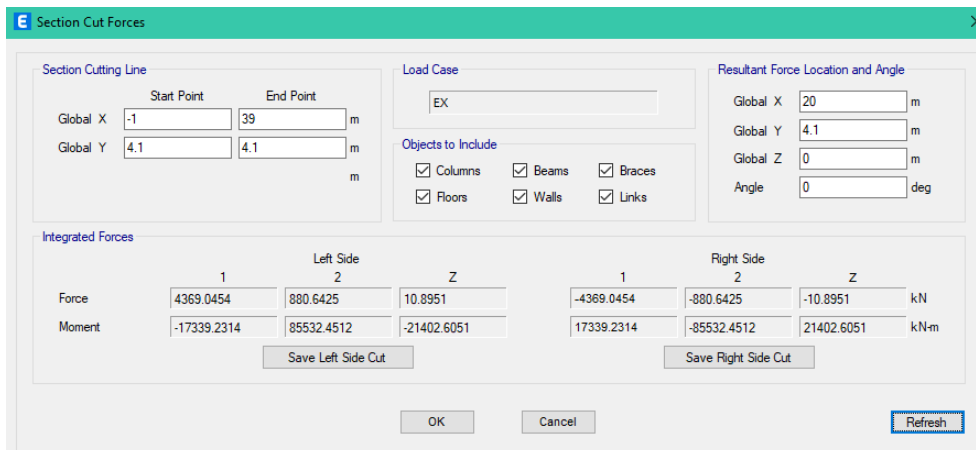 E Section Cut Forces
Section Cutting Line
Start Point End Point
Global X -1 39 m
Global Y 4.1 4.1 m
m
Load Case
EX
Objects to Include
Columns Beams Braces
Floors Walls Links
Resultant Force Location and Angle
Global X 20 m
Global Y 4.1 m
Global Z 0 m
Angle 0 deg
Integrated Forces
Left Side Right Side
1 2 Z 1 2 Z
Force 4369.0454 880.6425 10.8951 -4369.0454 -880.6425 -10.8951 kN
Moment -17339.2314 85532.4512 -21402.6051 17339.2314 -85532.4512 21402.6051 kN-m
Save Left Side Cut Save Right Side Cut
OK Cancel Refresh